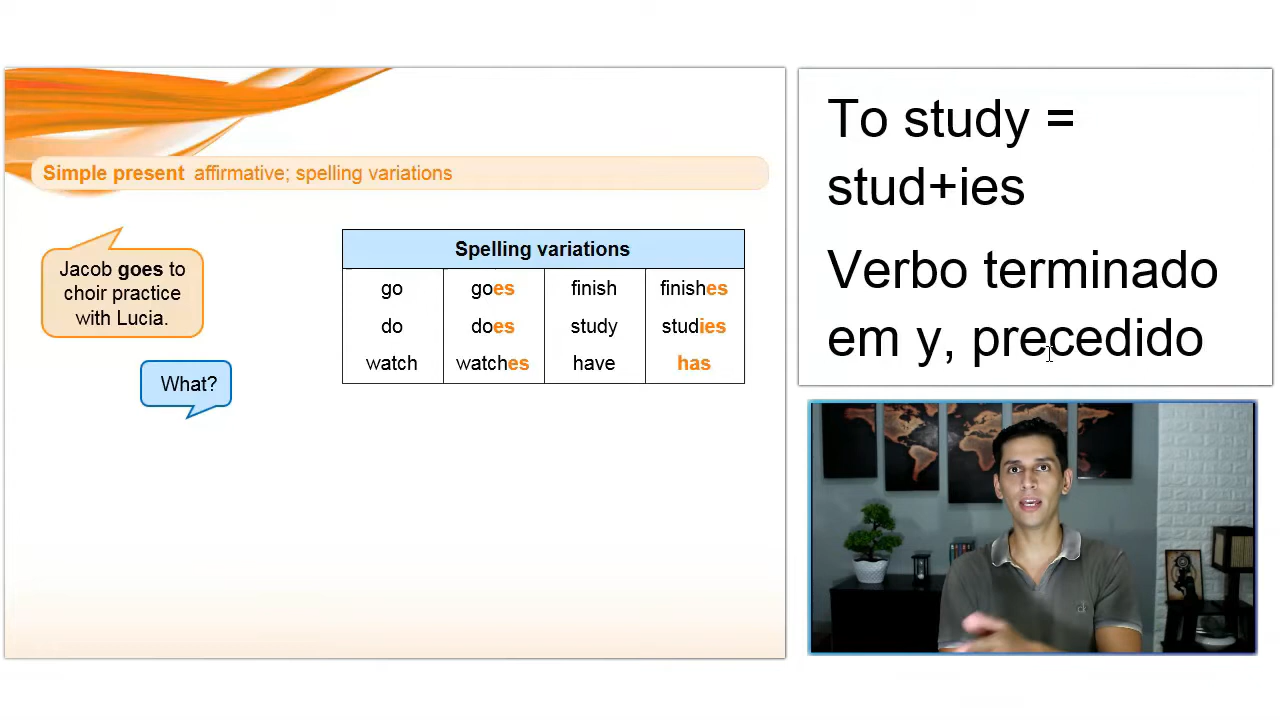 Simple present affirmative; spelling variations
Jacob goes to
choir practice
with Lucia.
What?
Spelling variations
go goes finish finishes
do does study studies
watch watches have has
To study =
stud+ies
Verbo terminado
em y, precedido